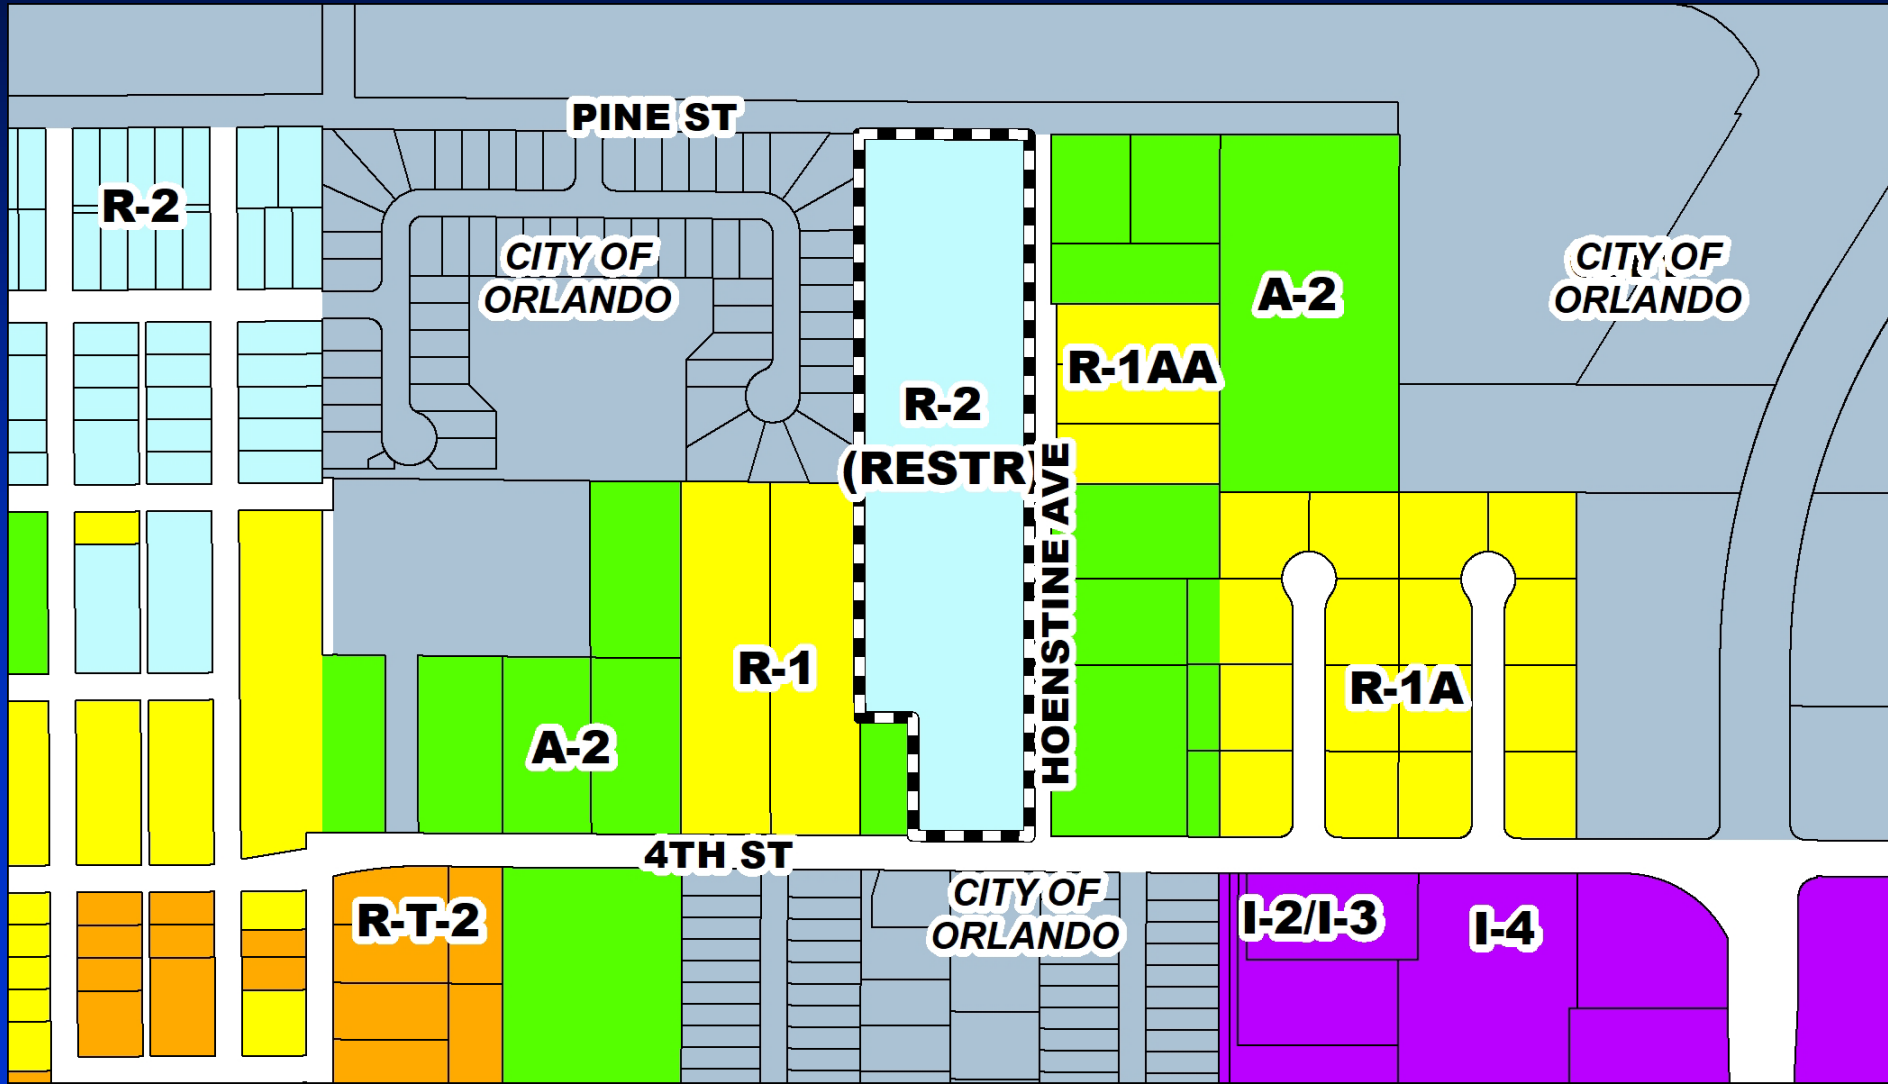 PINE ST
R-2
CITY OF
ORLANDO
CITY OF
ORLANDO
A-2
R-1AA
R-2
(RESTR)
HOENSTINE AVE
R-1
R-1A
A-2
4TH ST
R-T-2
CITY OF
ORLANDO
I-2/I-3
I-4